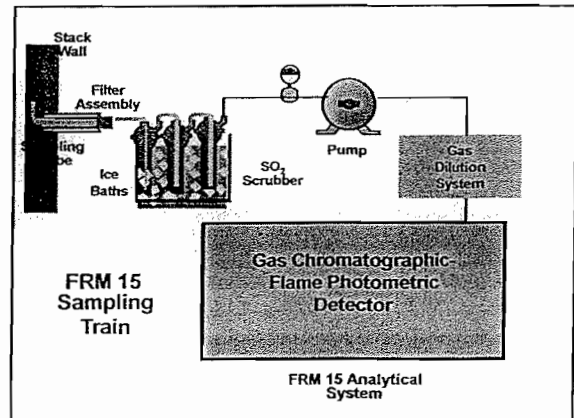 Stack
Wall
Filter
Assembly
Ice
Baths
SO₂
Scrubber
Pump
Gas
Dilution
System
Gas Chromatographic-
Flame Photometric
Detector
FRM 15
Sampling
Train
FRM 15 Analytical
System